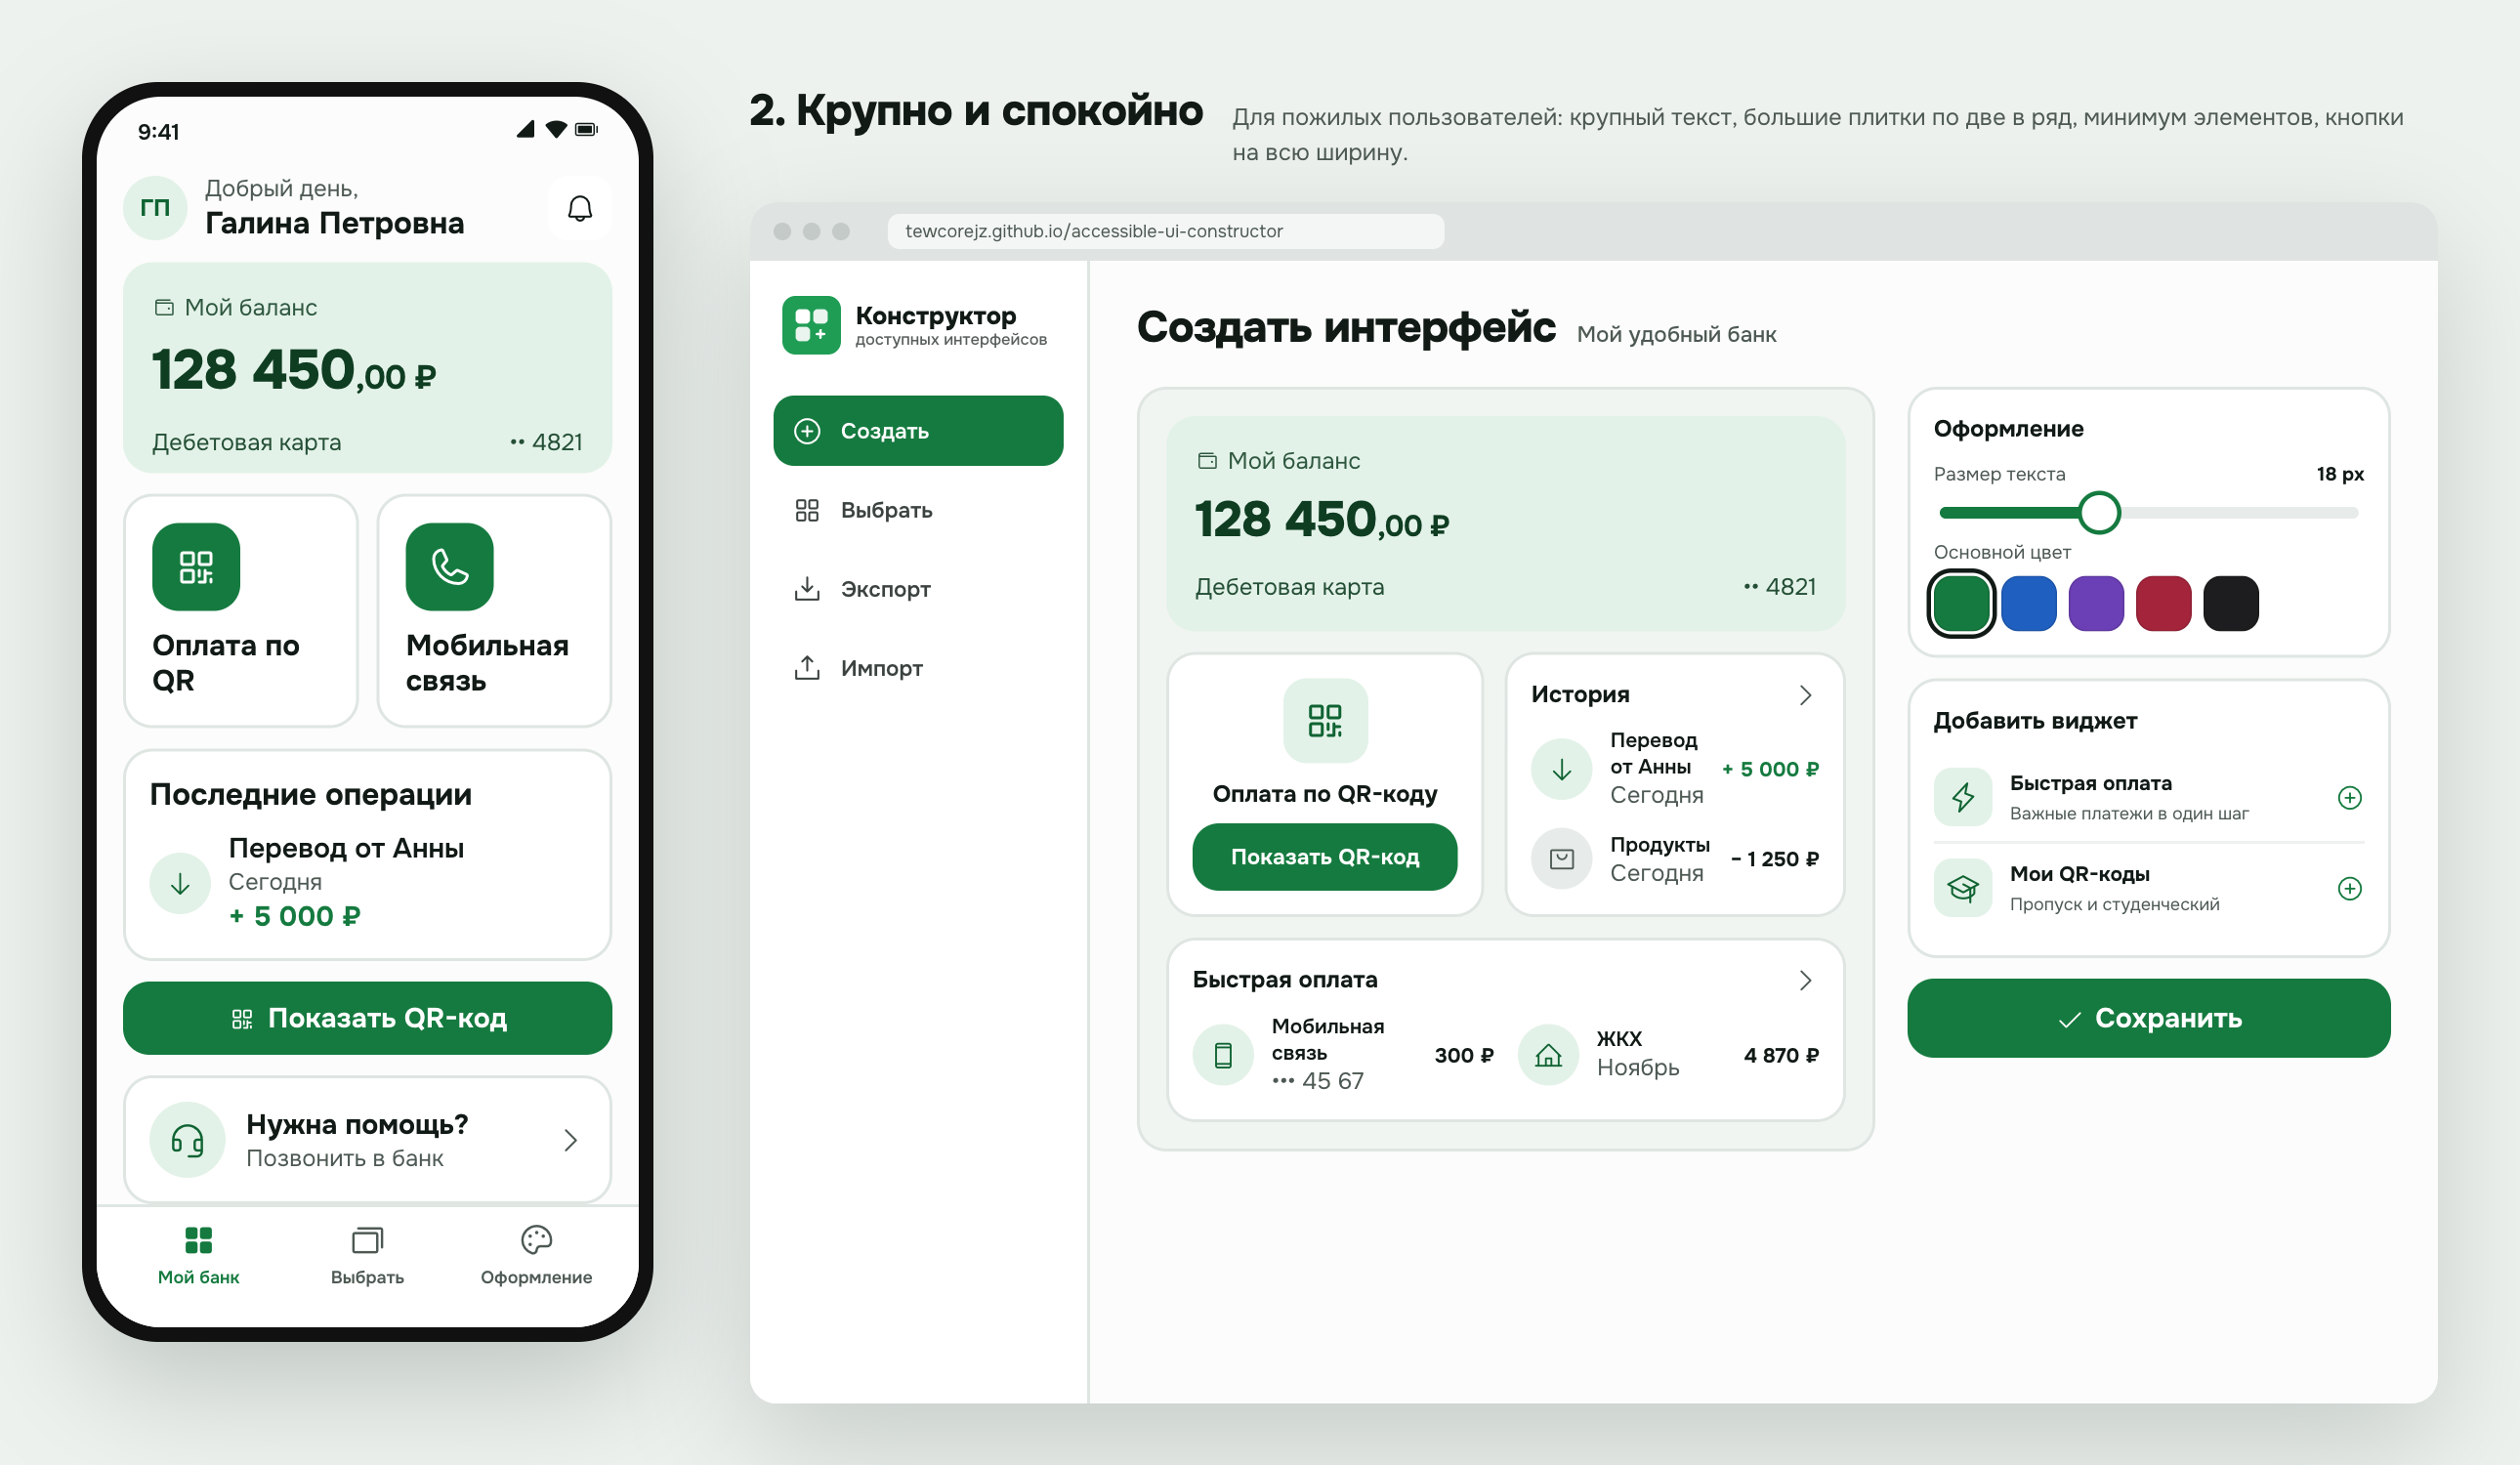 9:41
ГП
Добрый день,
Галина Петровна
Мой баланс
128 450,00 ₽
Дебетовая карта •• 4821
Оплата по
QR
Мобильная
связь
Последние операции
Перевод от Анны
Сегодня
+ 5 000 ₽
Показать QR-код
Нужна помощь?
Позвонить в банк
Мой банк Выбрать Оформление
2. Крупно и спокойно
Для пожилых пользователей: крупный текст, большие плитки по две в ряд, минимум элементов, кнопки
на всю ширину.
tewcorejz.github.io/accessible-ui-constructor
Конструктор
доступных интерфейсов
Создать
Выбрать
Экспорт
Импорт
Создать интерфейс Мой удобный банк
Мой баланс
128 450,00 ₽
Дебетовая карта •• 4821
Оплата по QR-коду
Показать QR-код
История
Перевод
от Анны
Сегодня
+ 5 000 ₽
Продукты
Сегодня
− 1 250 ₽
Быстрая оплата
Мобильная
связь
••• 45 67
300 ₽
ЖКХ
Ноябрь
4 870 ₽
Оформление
Размер текста 18 px
Основной цвет
Добавить виджет
Быстрая оплата
Важные платежи в один шаг
Мои QR-коды
Пропуск и студенческий
Сохранить